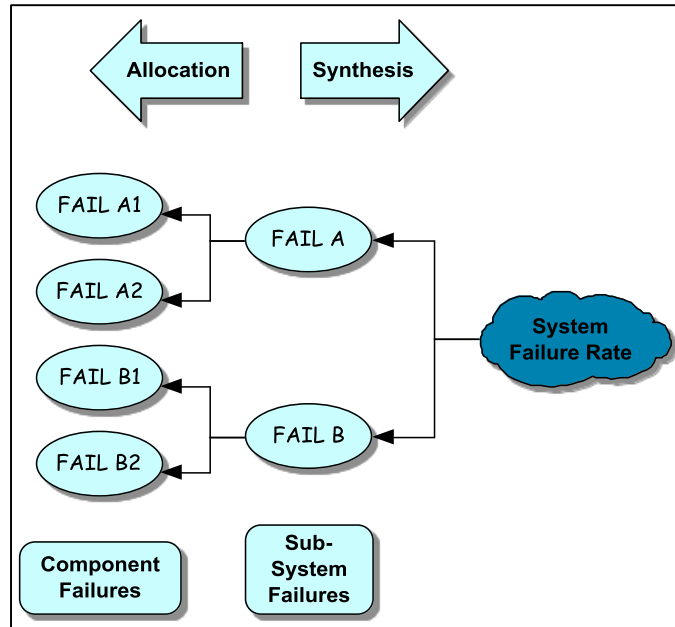 Allocation
Synthesis
FAIL A1
FAIL A
FAIL A2
System
Failure Rate
FAIL B1
FAIL B
FAIL B2
Component
Failures
Sub-
System
Failures